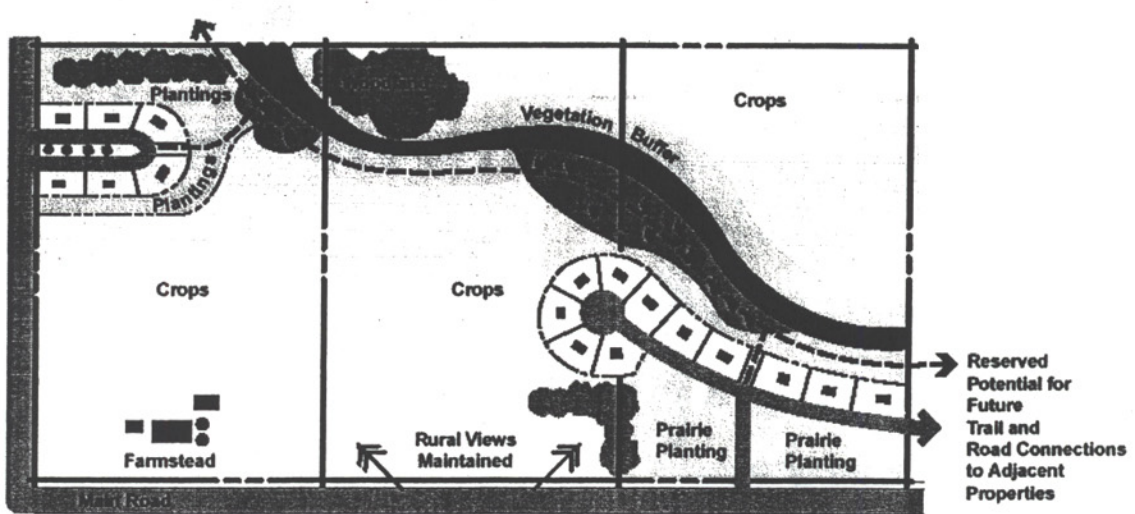 Plantings
Woodland
Vegetation Buffer
Crops
Plantings
Crops
Crops
Reserved
Potential for
Future
Trail and
Road Connections
to Adjacent
Properties
Farmstead
Rural Views
Maintained
Prairie
Planting
Prairie
Planting
Main Road